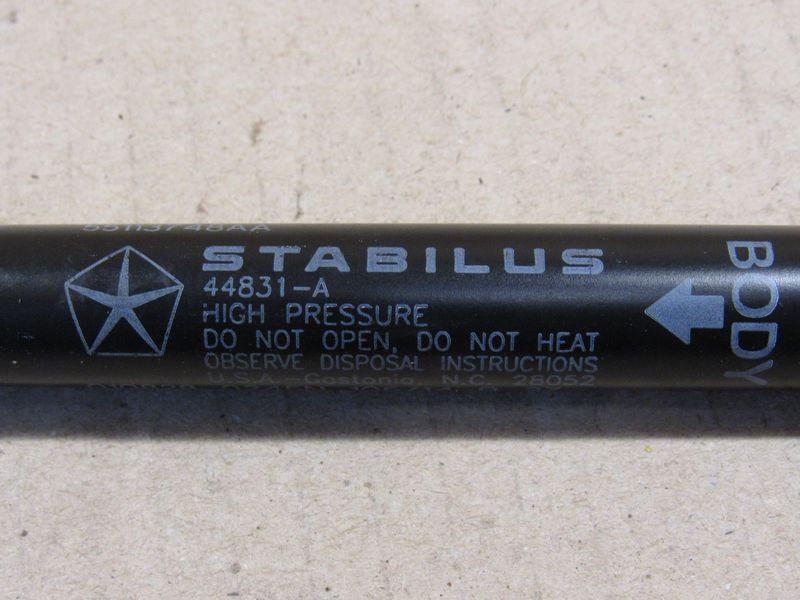 55113748AA
STABILUS
44831-A
HIGH PRESSURE
DO NOT OPEN, DO NOT HEAT
OBSERVE DISPOSAL INSTRUCTIONS
U.S.A.-Gastonia, N.C. 28052
BODY